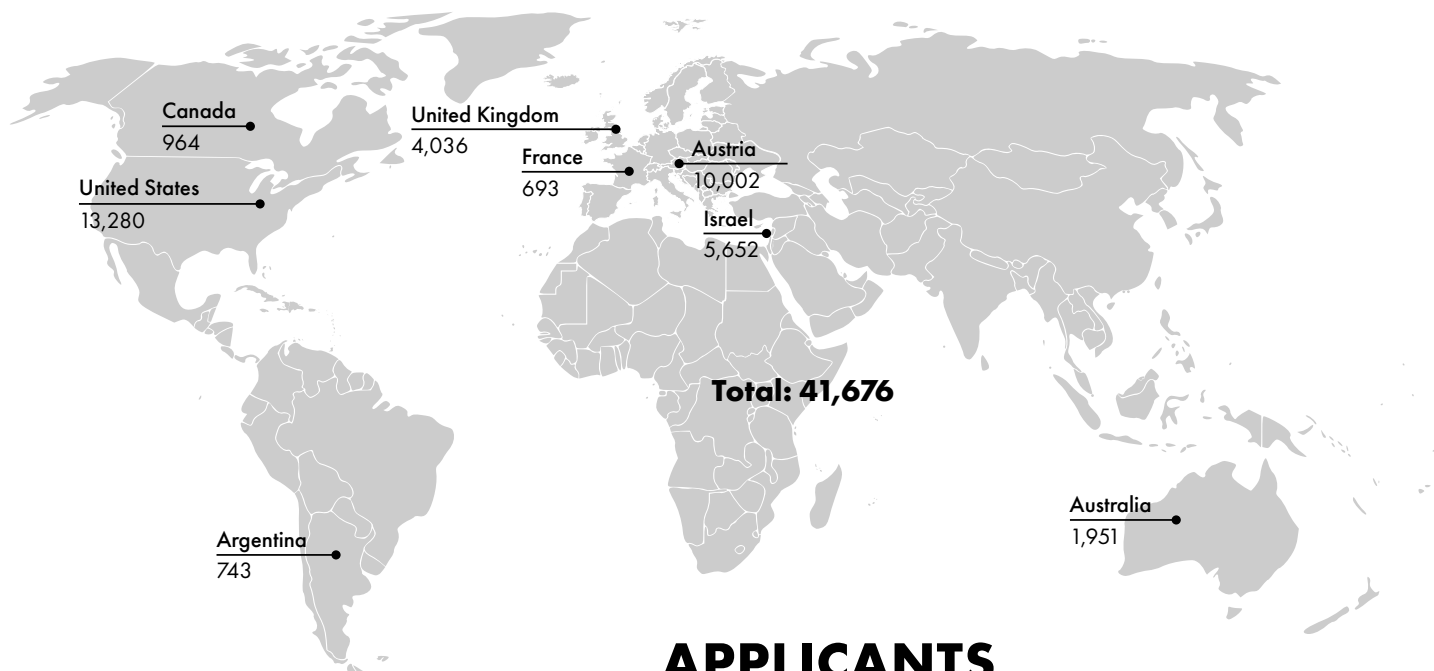 Canada
964
United Kingdom
4,036
France
693
Austria
10,002
United States
13,280
Israel
5,652
Total: 41,676
Australia
1,951
Argentina
743
APPLICANTS